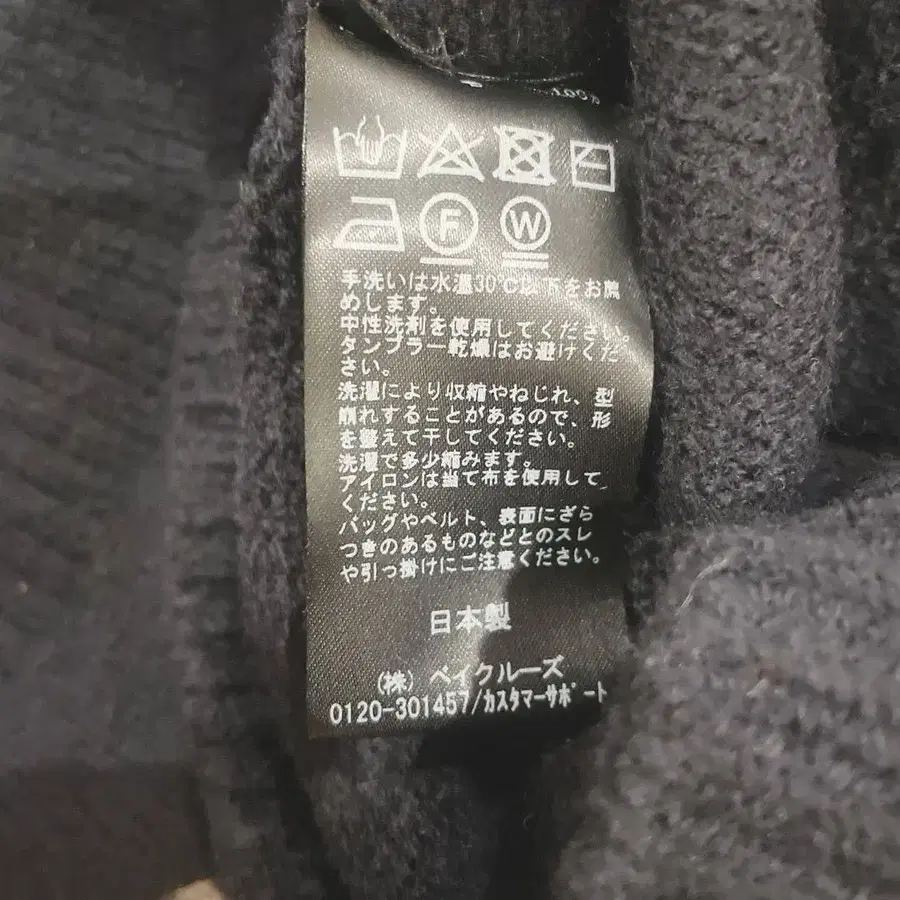 100%
F W
手洗いは水温30℃以下をお薦
めします。
中性洗剤を使用してください。
タンブラー乾燥はお避けくだ
さい。
洗濯により収縮やねじれ、型
崩れすることがあるので、形
を整えて干してください。
洗濯で多少縮みます。
アイロンは当て布を使用して
ください。
バッグやベルト、表面にざら
つきのあるものなどとのスレ
や引っ掛けにご注意ください。
日本製
(株) ベイクルーズ
0120-301457/カスタマーサポート